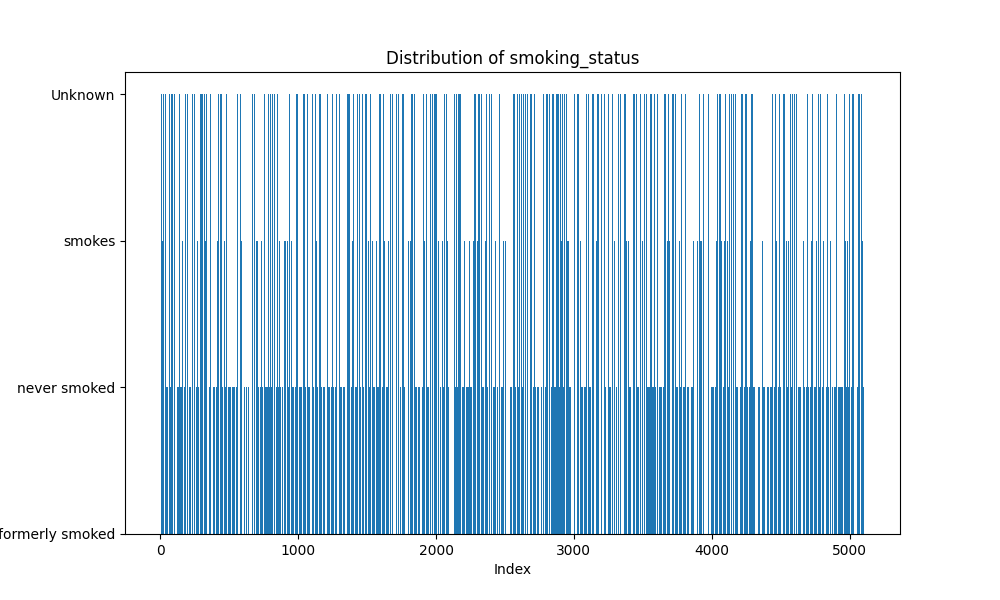 Distribution of smoking_status
Unknown
smokes
never smoked
formerly smoked
0 1000 2000 3000 4000 5000
Index